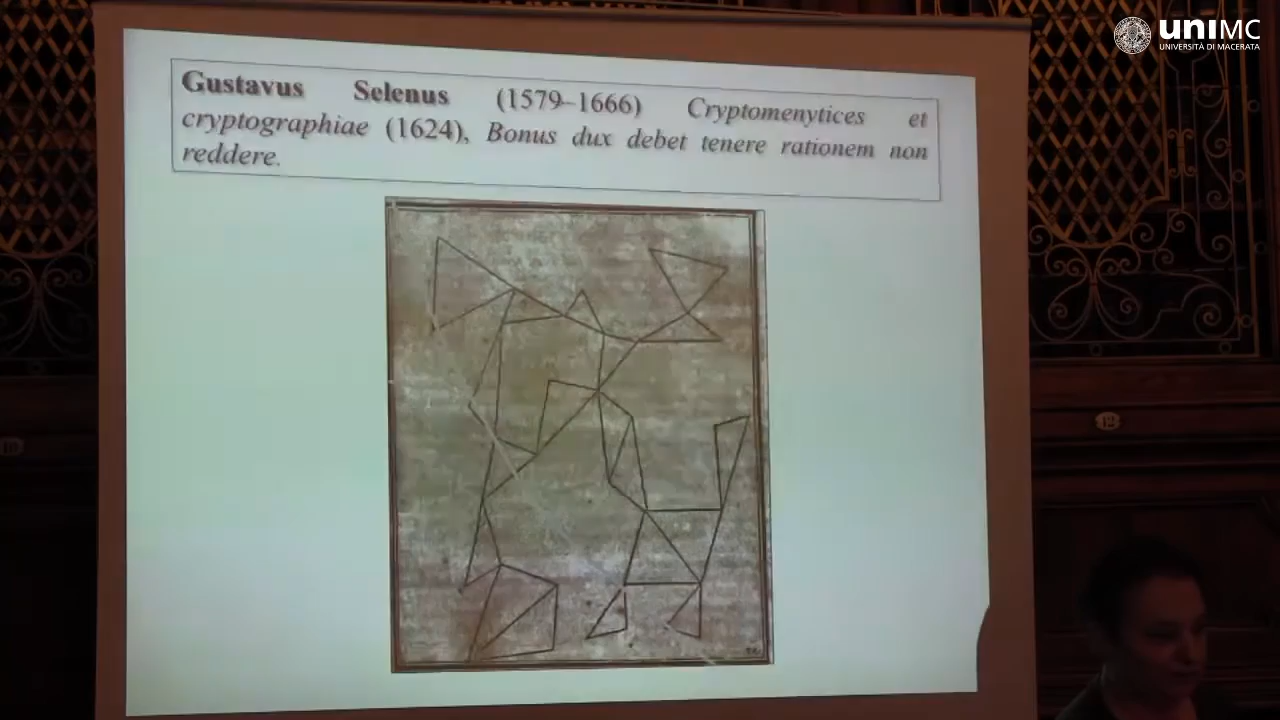 uniMC
UNIVERSITÀ DI MACERATA
Gustavus Selenus (1579–1666) Cryptomenytices et
cryptographiae (1624), Bonus dux debet tenere rationem non
reddere.
12